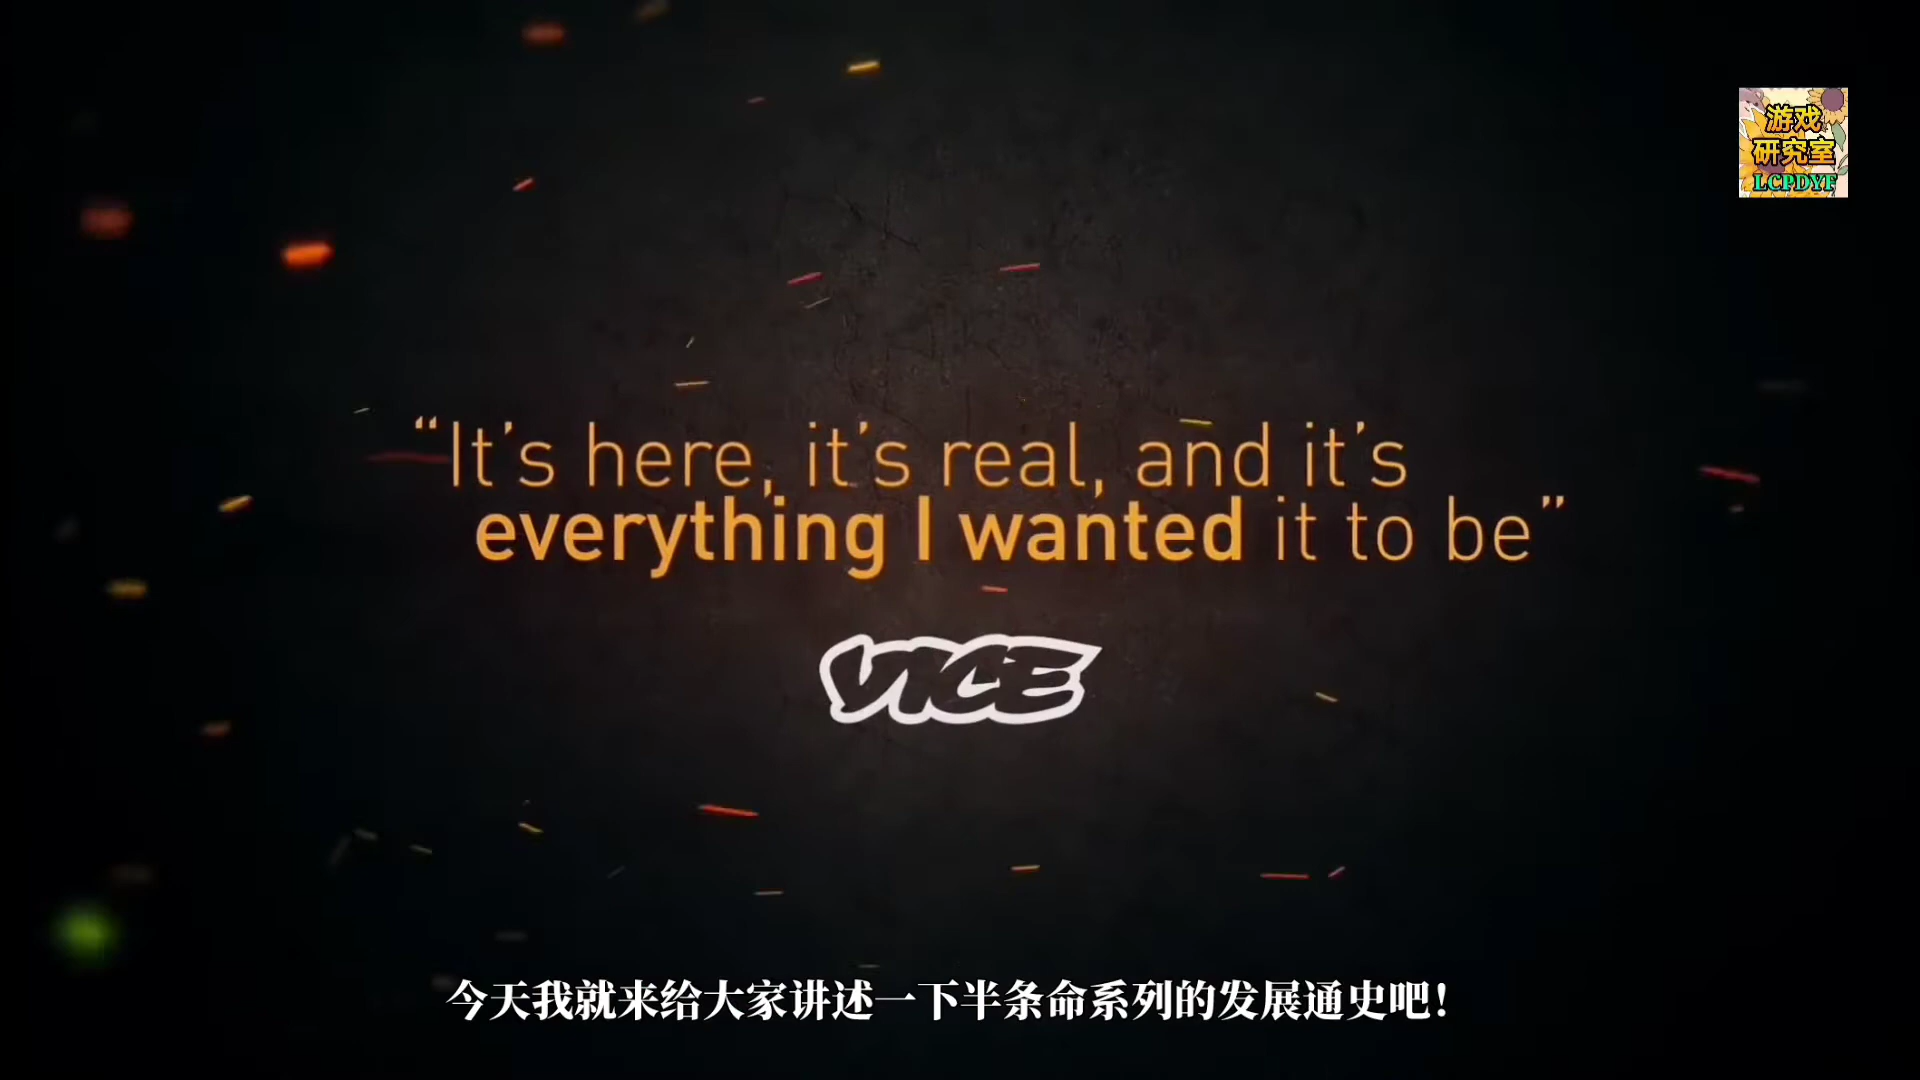 游戏
研究室
LCPDYF
“It’s here, it’s real, and it’s
everything I wanted it to be”
VICE
今天我就来给大家讲述一下半条命系列的发展通史吧！